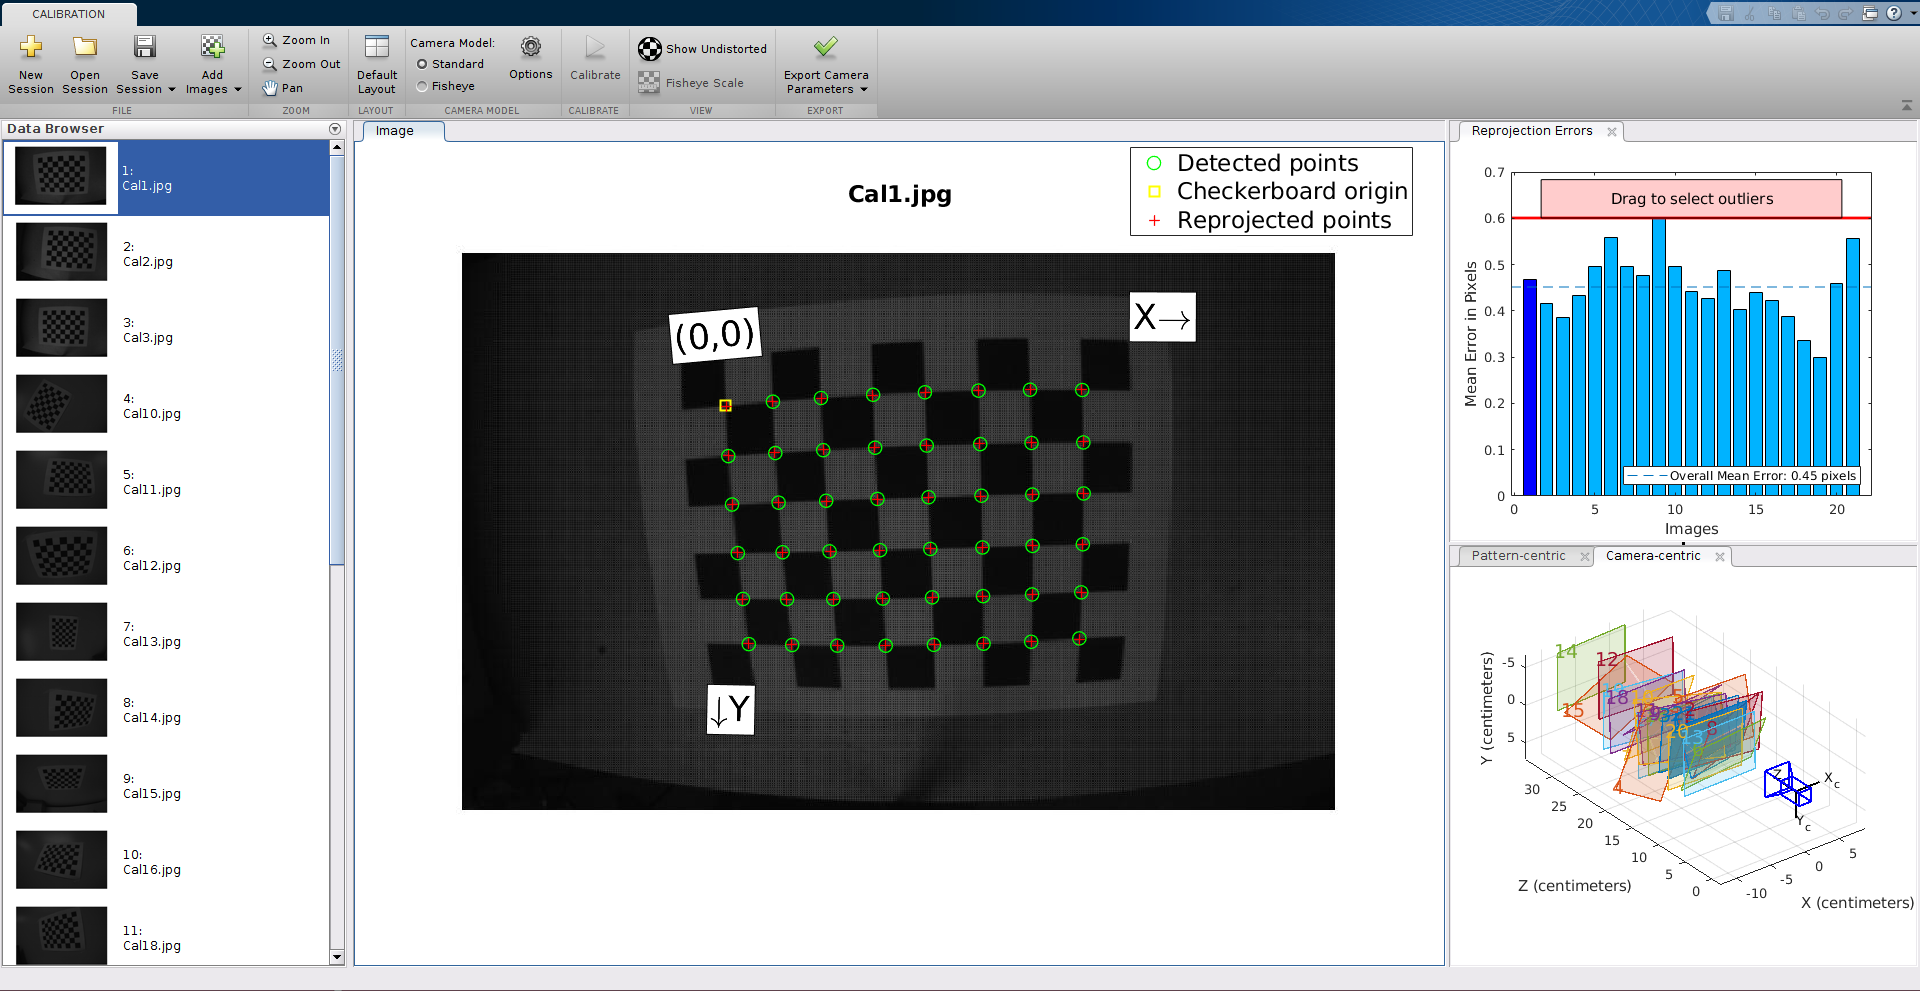 CALIBRATION
New
Session
Open
Session
Save
Session
Add
Images
FILE
Zoom In
Zoom Out
Pan
ZOOM
Default
Layout
LAYOUT
Camera Model:
Standard
Fisheye
Options
CAMERA MODEL
Calibrate
CALIBRATE
Show Undistorted
Fisheye Scale
VIEW
Export Camera
Parameters
EXPORT
Data Browser
1:
Cal1.jpg
2:
Cal2.jpg
3:
Cal3.jpg
4:
Cal10.jpg
5:
Cal11.jpg
6:
Cal12.jpg
7:
Cal13.jpg
8:
Cal14.jpg
9:
Cal15.jpg
10:
Cal16.jpg
11:
Cal18.jpg
Image
Cal1.jpg
Detected points
Checkerboard origin
Reprojected points
(0,0)
X→
↓Y
Reprojection Errors
Drag to select outliers
0.7
0.6
0.5
0.4
0.3
0.2
0.1
0
Mean Error in Pixels
Overall Mean Error: 0.45 pixels
0 5 10 15 20
Images
Pattern-centric
Camera-centric
14
12
15
18
20
13
8
4
-5
0
5
Y (centimeters)
30
25
20
15
10
5
0
Z (centimeters)
-10
-5
0
5
X (centimeters)
Z
Xc
Yc